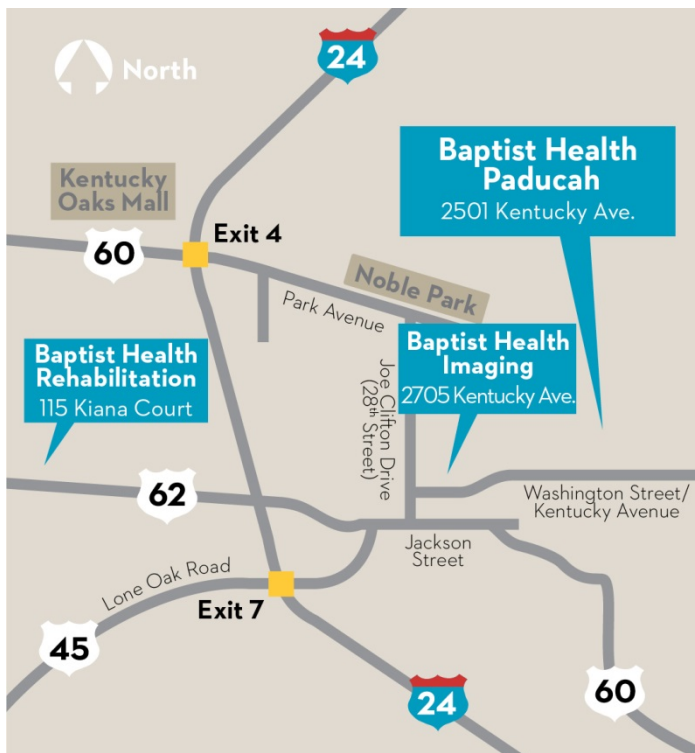 North
24
Kentucky
Oaks Mall
Exit 4
60
Baptist Health
Paducah
2501 Kentucky Ave.
Noble Park
Park Avenue
Baptist Health
Rehabilitation
115 Kiana Court
Baptist Health
Imaging
2705 Kentucky Ave.
Joe Clifton Drive
(28th Street)
62
Washington Street/
Kentucky Avenue
Jackson
Street
Lone Oak Road
Exit 7
45
24
60